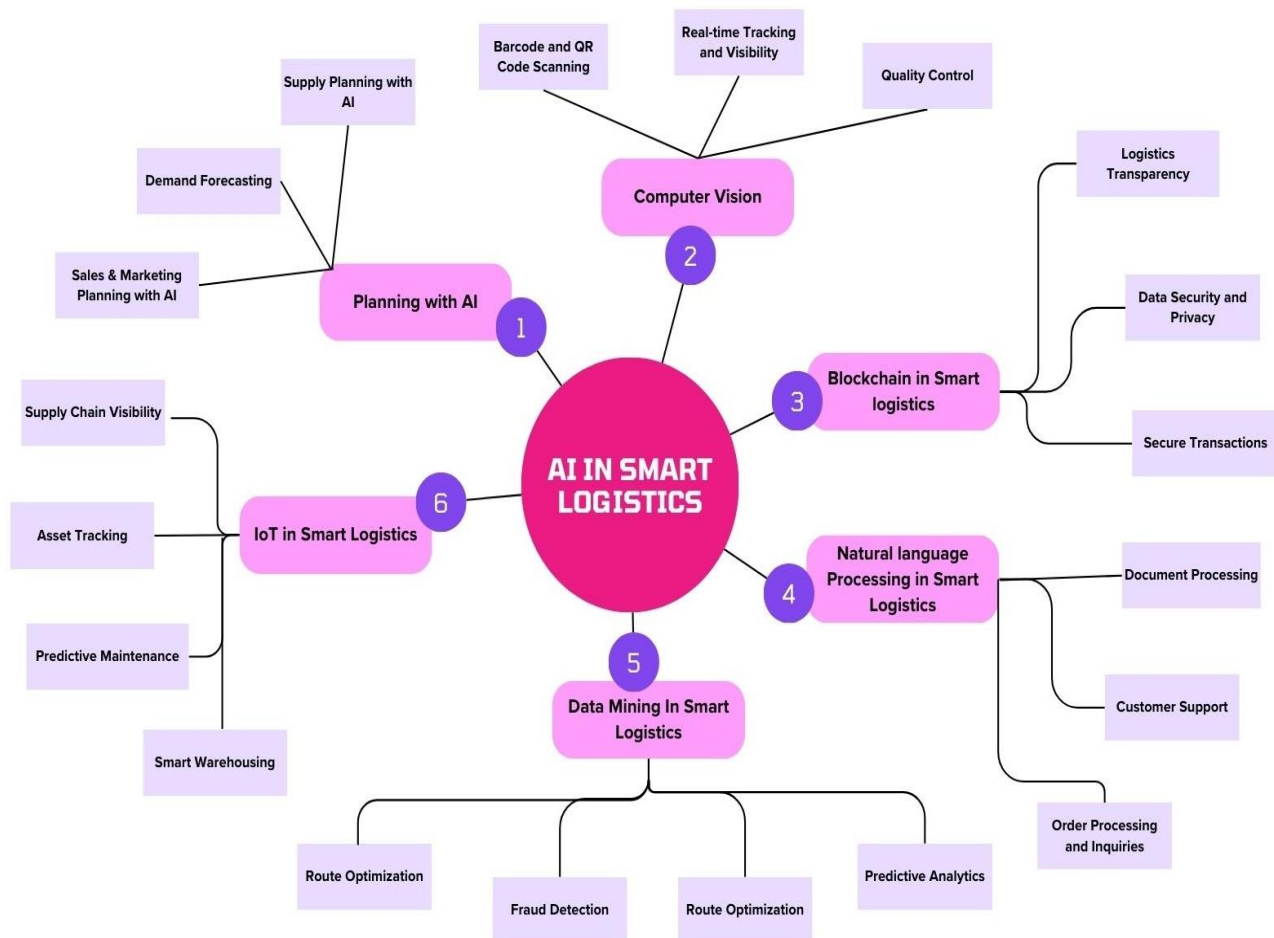 AI IN SMART
LOGISTICS
1
Planning with AI
Supply Planning with
AI
Demand Forecasting
Sales & Marketing
Planning with AI
2
Computer Vision
Barcode and QR
Code Scanning
Real-time Tracking
and Visibility
Quality Control
3
Blockchain in Smart
logistics
Logistics
Transparency
Data Security and
Privacy
Secure Transactions
4
Natural language
Processing in Smart
Logistics
Document Processing
Customer Support
Order Processing
and Inquiries
5
Data Mining In Smart
Logistics
Route Optimization
Fraud Detection
Route Optimization
Predictive Analytics
6
IoT in Smart Logistics
Supply Chain Visibility
Asset Tracking
Predictive Maintenance
Smart Warehousing